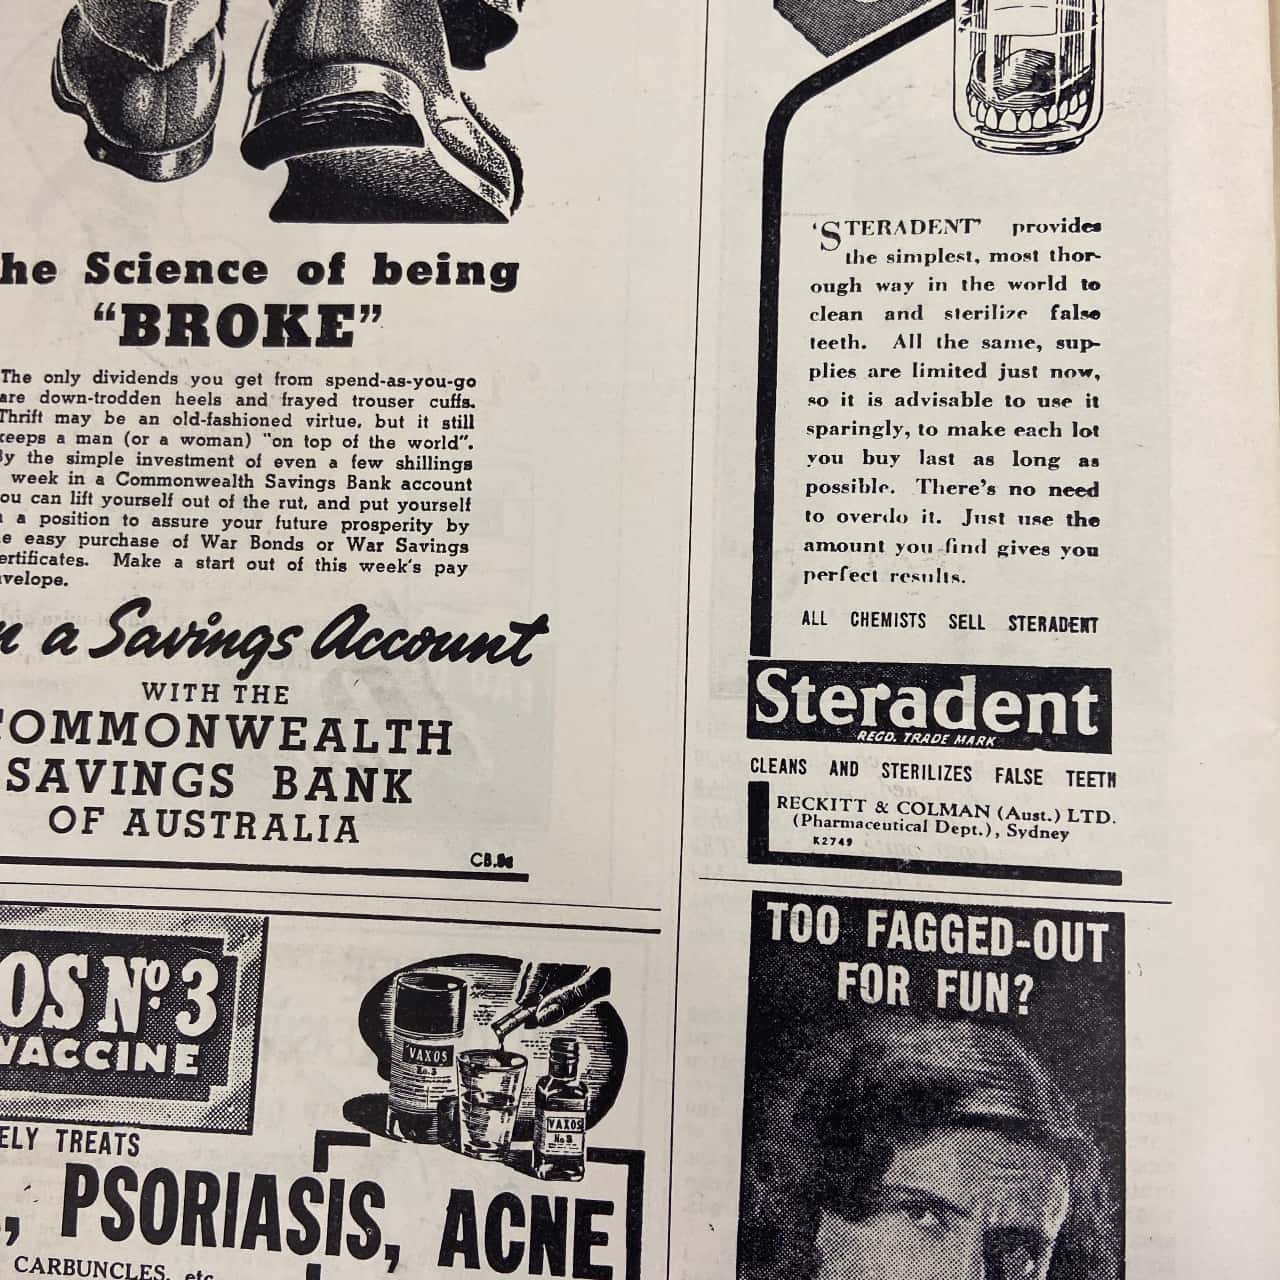 he Science of being
"BROKE"
The only dividends you get from spend-as-you-go
are down-trodden heels and frayed trouser cuffs.
Thrift may be an old-fashioned virtue, but it still
keeps a man (or a woman) "on top of the world".
By the simple investment of even a few shillings
week in a Commonwealth Savings Bank account
ou can lift yourself out of the rut, and put yourself
a position to assure your future prosperity by
e easy purchase of War Bonds or War Savings
ertificates. Make a start out of this week's pay
nvelope.
n a Savings Account
WITH THE
COMMONWEALTH
SAVINGS BANK
OF AUSTRALIA
OS No. 3
VACCINE
VAXOS
No. 3
VAXOS
No. 3
ELY TREATS
, PSORIASIS, ACNE
CARBUNCLES, etc
'STERADENT' provides
the simplest, most thor-
ough way in the world to
clean and sterilize false
teeth. All the same, sup-
plies are limited just now,
so it is advisable to use it
sparingly, to make each lot
you buy last as long as
possible. There's no need
to overdo it. Just use the
amount you find gives you
perfect results.
ALL CHEMISTS SELL STERADENT
Steradent
REGD. TRADE MARK
CLEANS AND STERILIZES FALSE TEETH
RECKITT & COLMAN (Aust.) LTD.
(Pharmaceutical Dept.), Sydney
K2749
TOO FAGGED-OUT
FOR FUN?